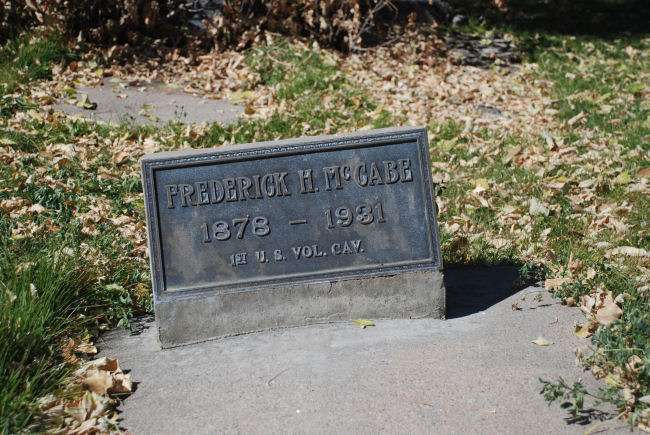 FREDERICK H. McCABE
1878 – 1931
1ST U. S. VOL. CAV.